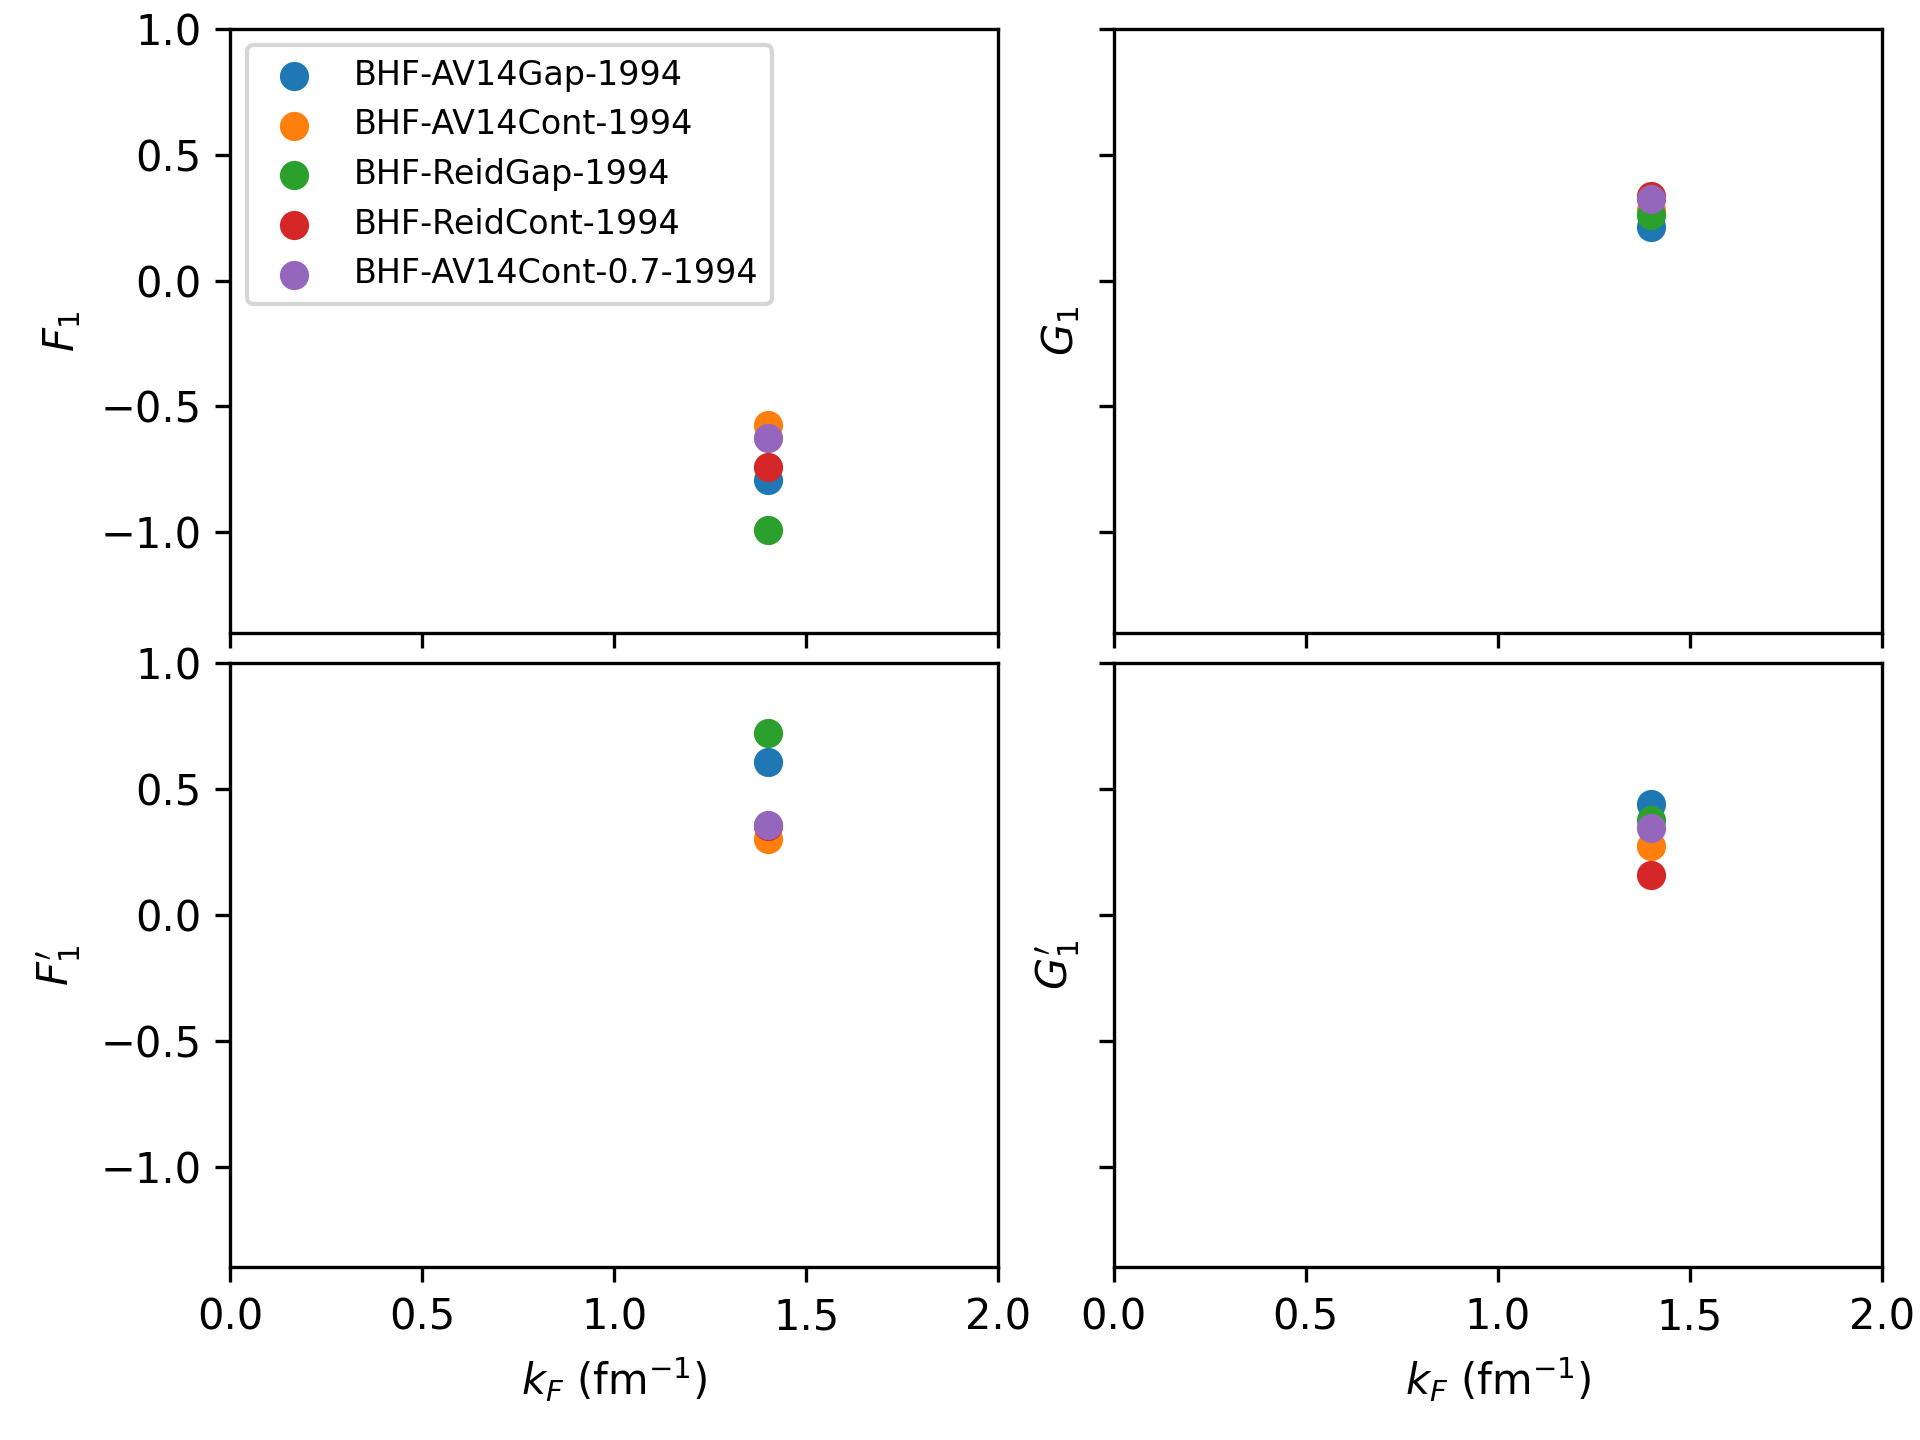 1.0
0.5
0.0
−0.5
−1.0
F₁
BHF-AV14Gap-1994
BHF-AV14Cont-1994
BHF-ReidGap-1994
BHF-ReidCont-1994
BHF-AV14Cont-0.7-1994
G₁
1.0
0.5
0.0
−0.5
−1.0
F′₁
0.0 0.5 1.0 1.5 2.0
k_F (fm⁻¹)
G′₁
0.0 0.5 1.0 1.5 2.0
k_F (fm⁻¹)